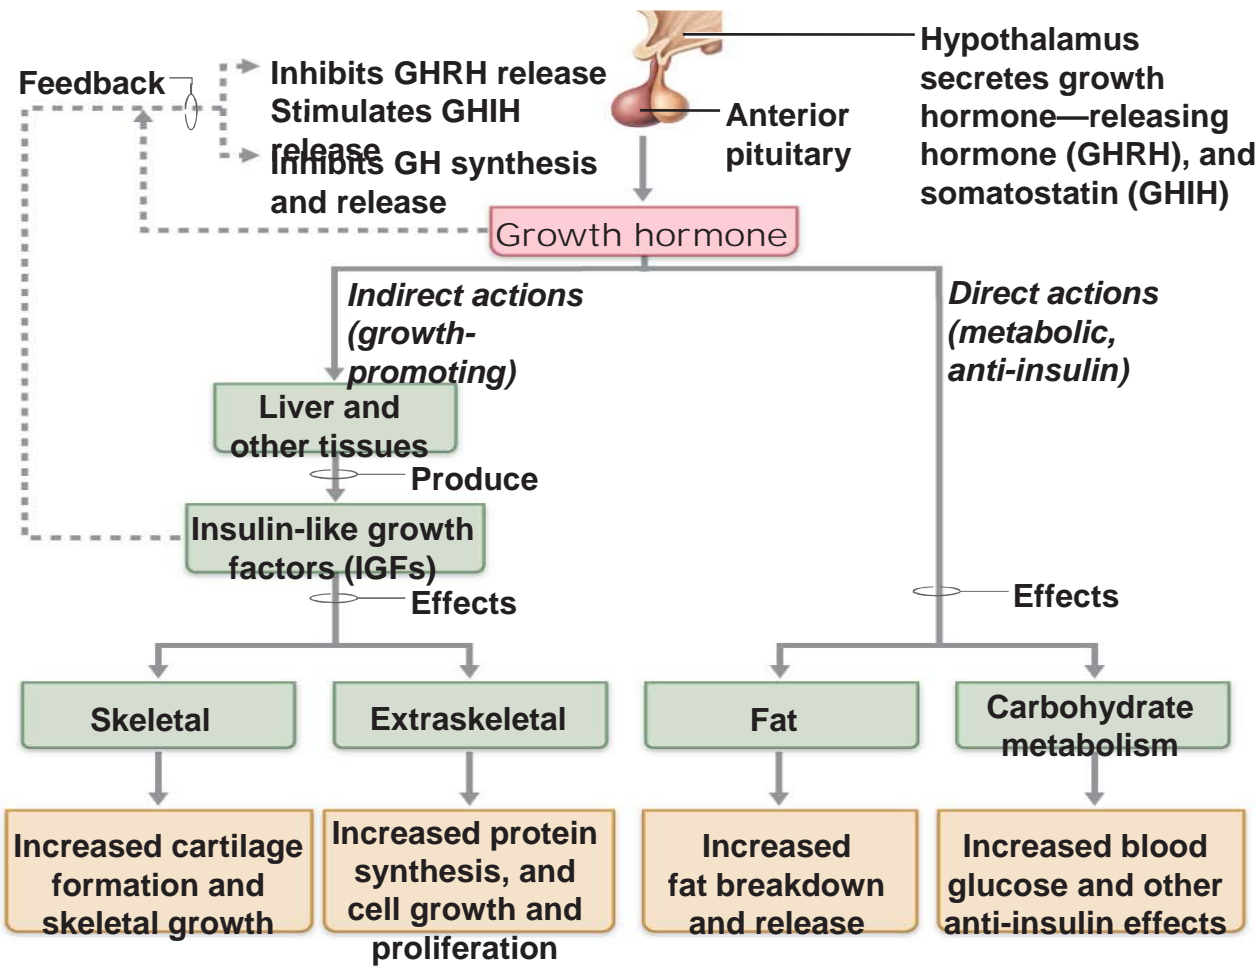 Feedback
Inhibits GHRH release
Stimulates GHIH
release
Inhibits GH synthesis
and release
Anterior
pituitary
Hypothalamus
secretes growth
hormone—releasing
hormone (GHRH), and
somatostatin (GHIH)
Growth hormone
Indirect actions
(growth-
promoting)
Direct actions
(metabolic,
anti-insulin)
Liver and
other tissues
Produce
Insulin-like growth
factors (IGFs)
Effects
Effects
Skeletal
Extraskeletal
Fat
Carbohydrate
metabolism
Increased cartilage
formation and
skeletal growth
Increased protein
synthesis, and
cell growth and
proliferation
Increased
fat breakdown
and release
Increased blood
glucose and other
anti-insulin effects